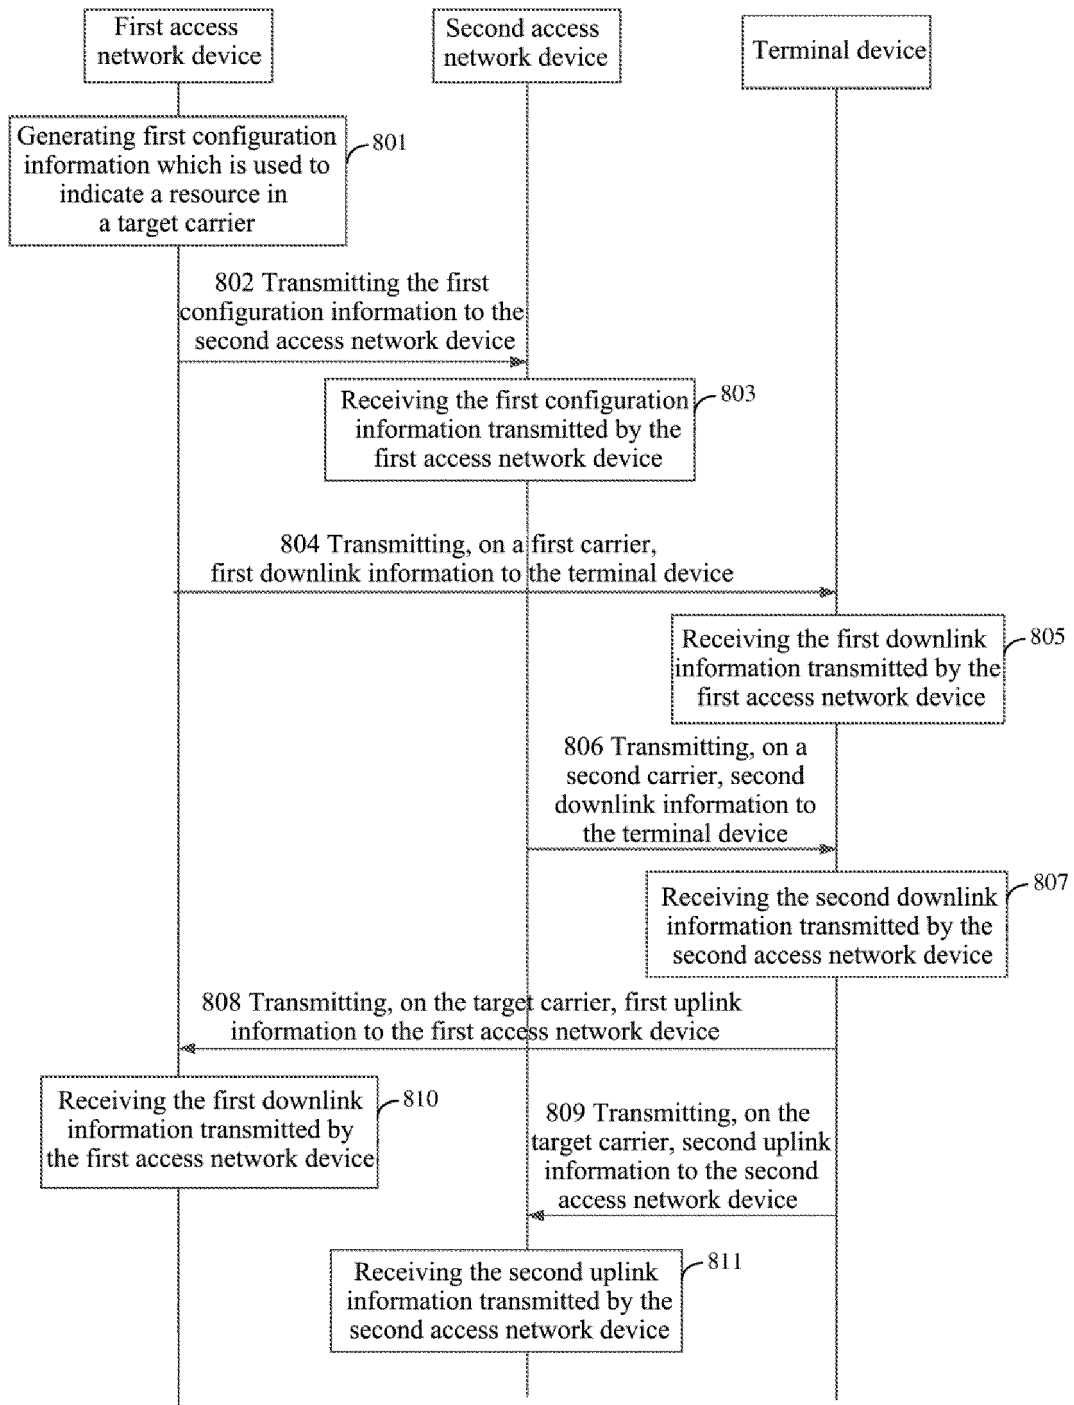 First access
network device
Second access
network device
Terminal device
Generating first configuration
information which is used to
indicate a resource in
a target carrier
801
802 Transmitting the first
configuration information to the
second access network device
Receiving the first configuration
information transmitted by the
first access network device
803
804 Transmitting, on a first carrier,
first downlink information to the terminal device
Receiving the first downlink
information transmitted by the
first access network device
805
806 Transmitting, on a
second carrier, second
downlink information to
the terminal device
Receiving the second downlink
information transmitted by the
second access network device
807
808 Transmitting, on the target carrier, first uplink
information to the first access network device
Receiving the first downlink
information transmitted by
the first access network device
810
809 Transmitting, on the
target carrier, second uplink
information to the second
access network device
Receiving the second uplink
information transmitted by the
second access network device
811